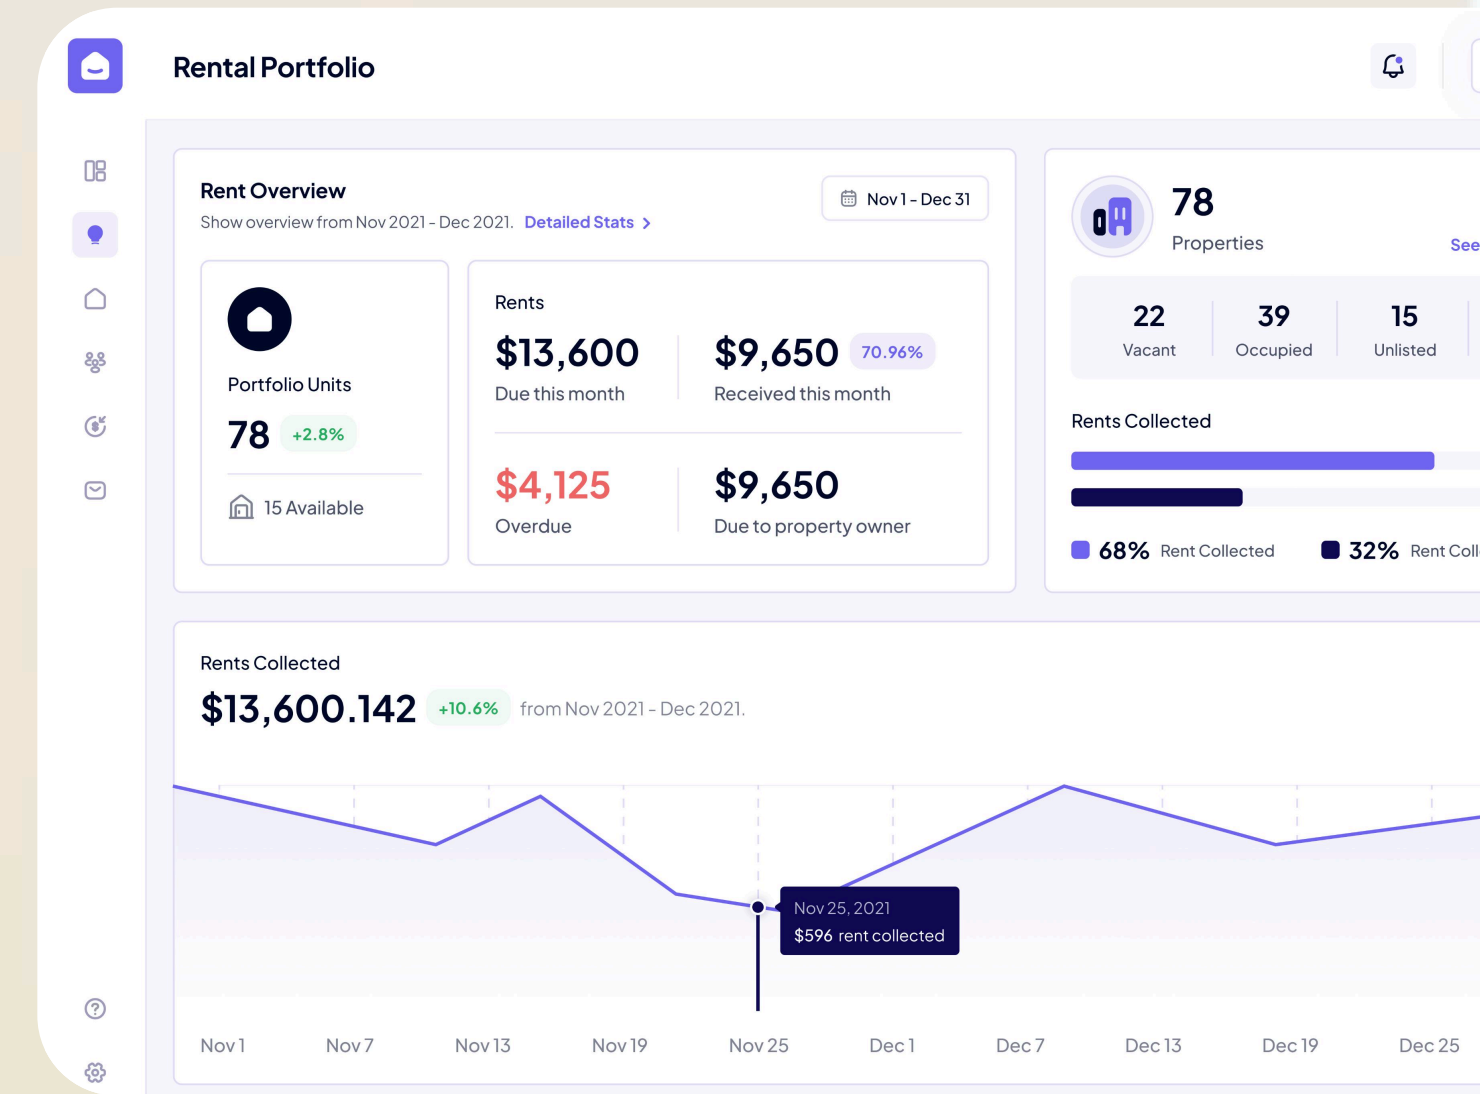 Rental Portfolio
Rent Overview
Show overview from Nov 2021 - Dec 2021. Detailed Stats
Nov 1 - Dec 31
Portfolio Units
78 +2.8%
15 Available
Rents
$13,600
Due this month
$9,650 70.96%
Received this month
$4,125
Overdue
$9,650
Due to property owner
78
Properties
See
22
Vacant
39
Occupied
15
Unlisted
Rents Collected
68% Rent Collected
32% Rent Coll
Rents Collected
$13,600.142 +10.6% from Nov 2021 - Dec 2021.
Nov 25, 2021
$596 rent collected
Nov 1 Nov 7 Nov 13 Nov 19 Nov 25 Dec 1 Dec 7 Dec 13 Dec 19 Dec 25